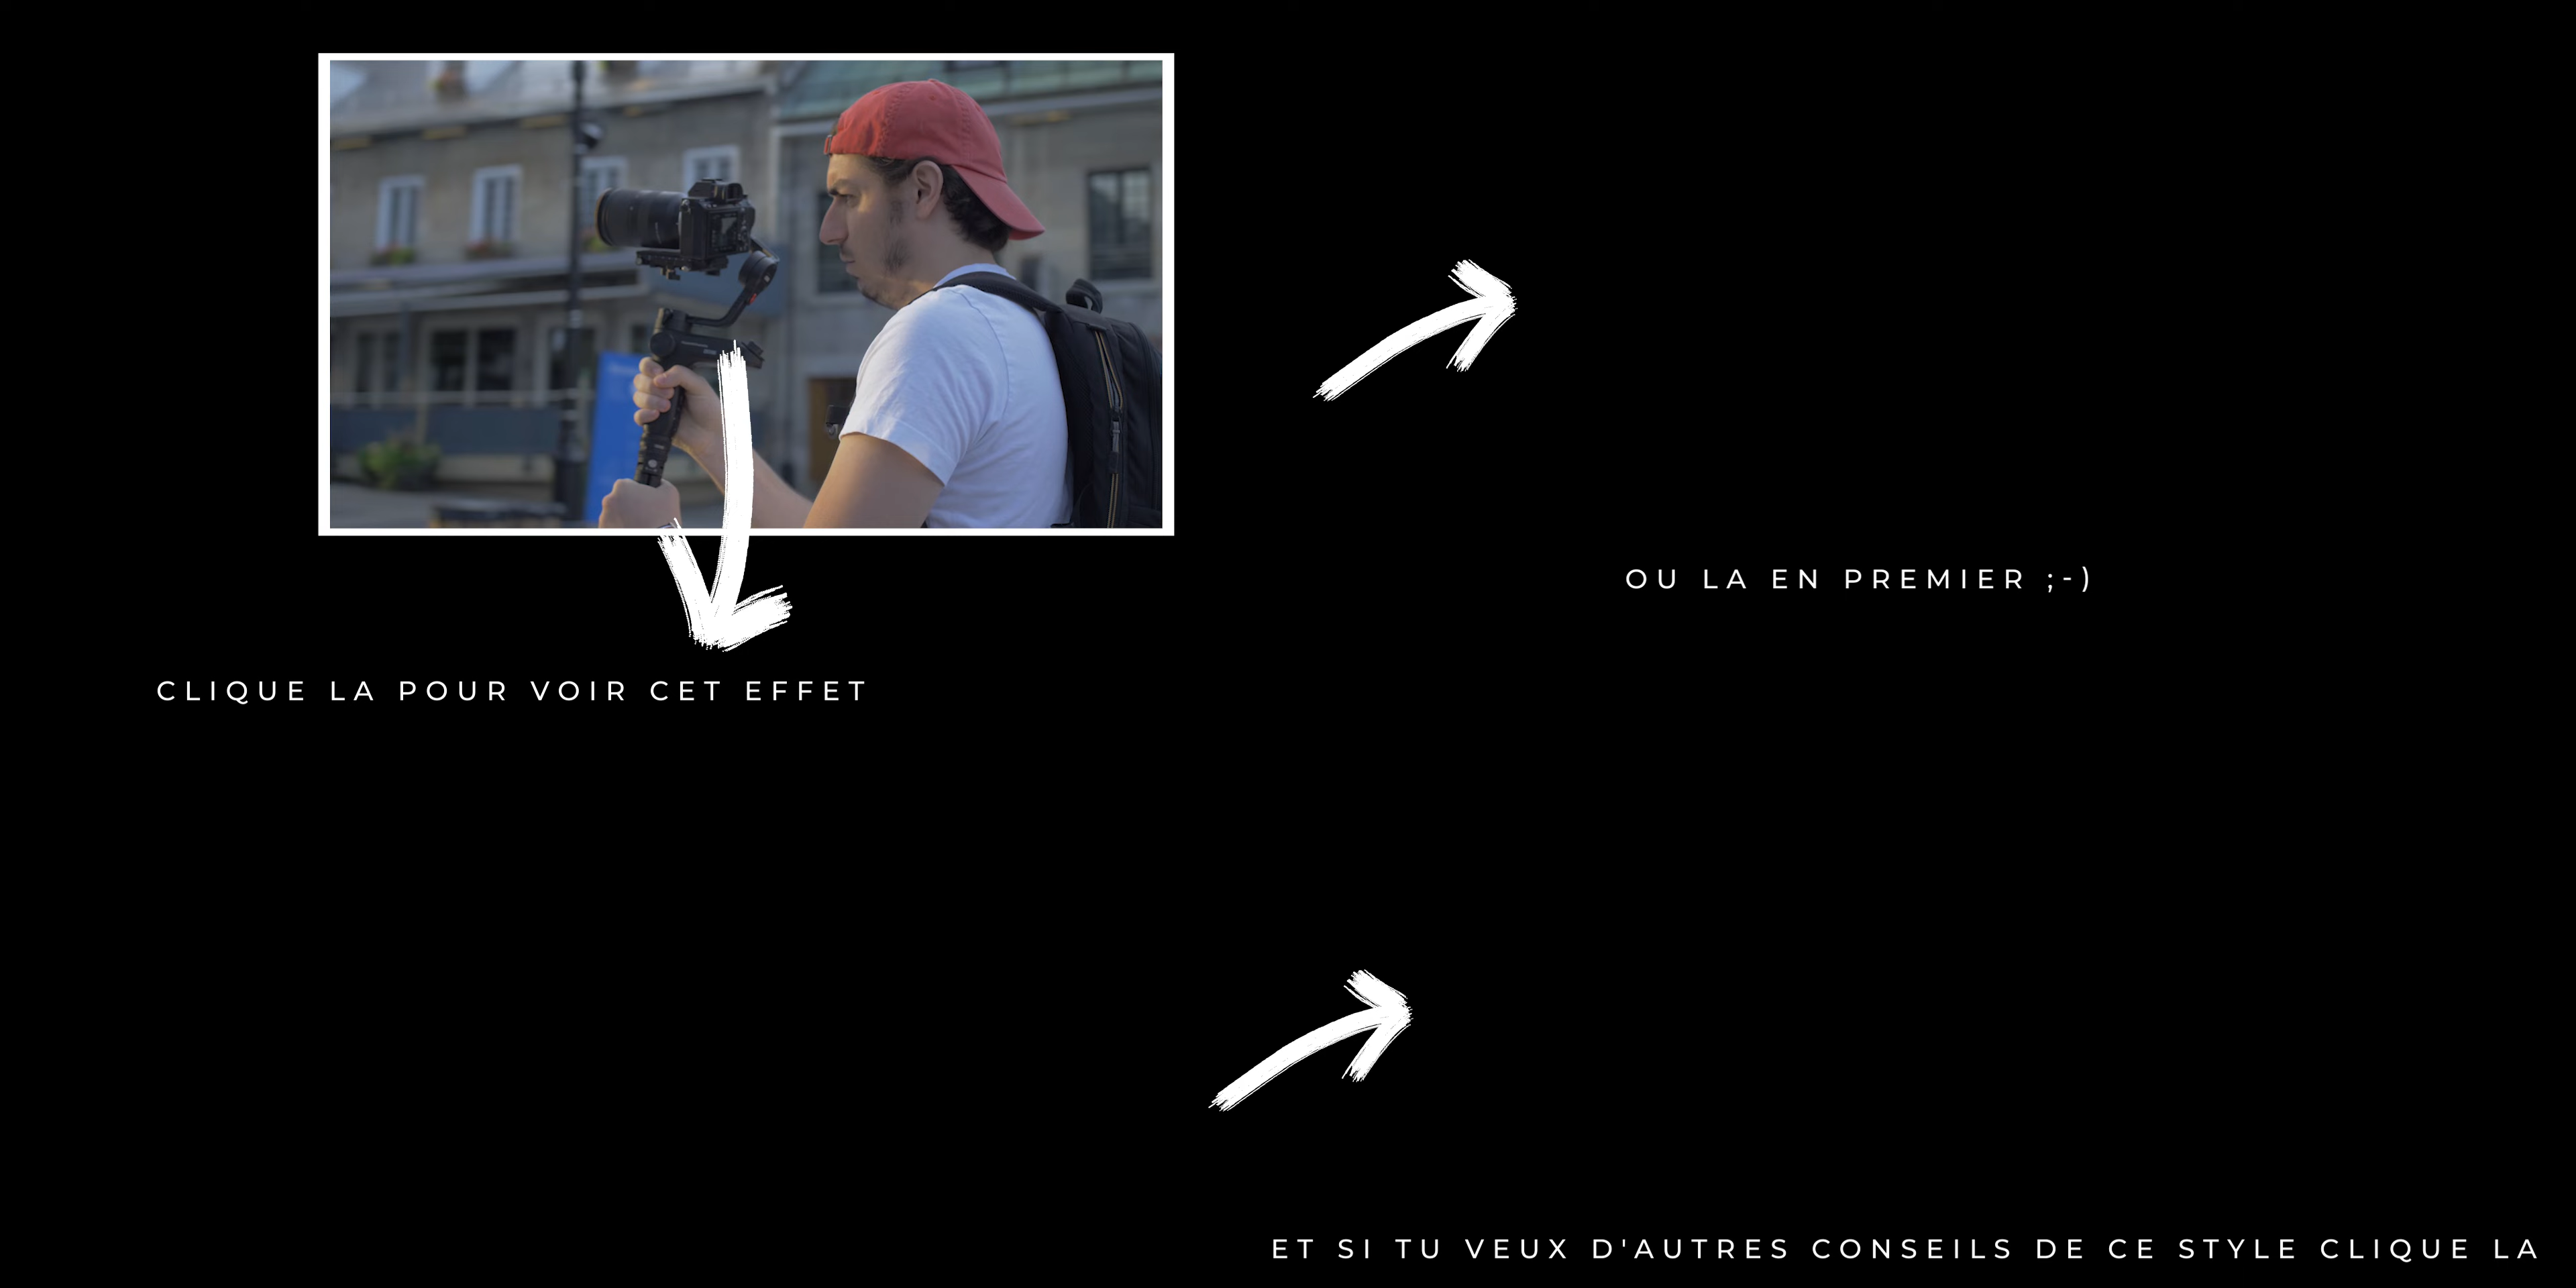 OU LA EN PREMIER ;-)
CLIQUE LA POUR VOIR CET EFFET
ET SI TU VEUX D'AUTRES CONSEILS DE CE STYLE CLIQUE LA